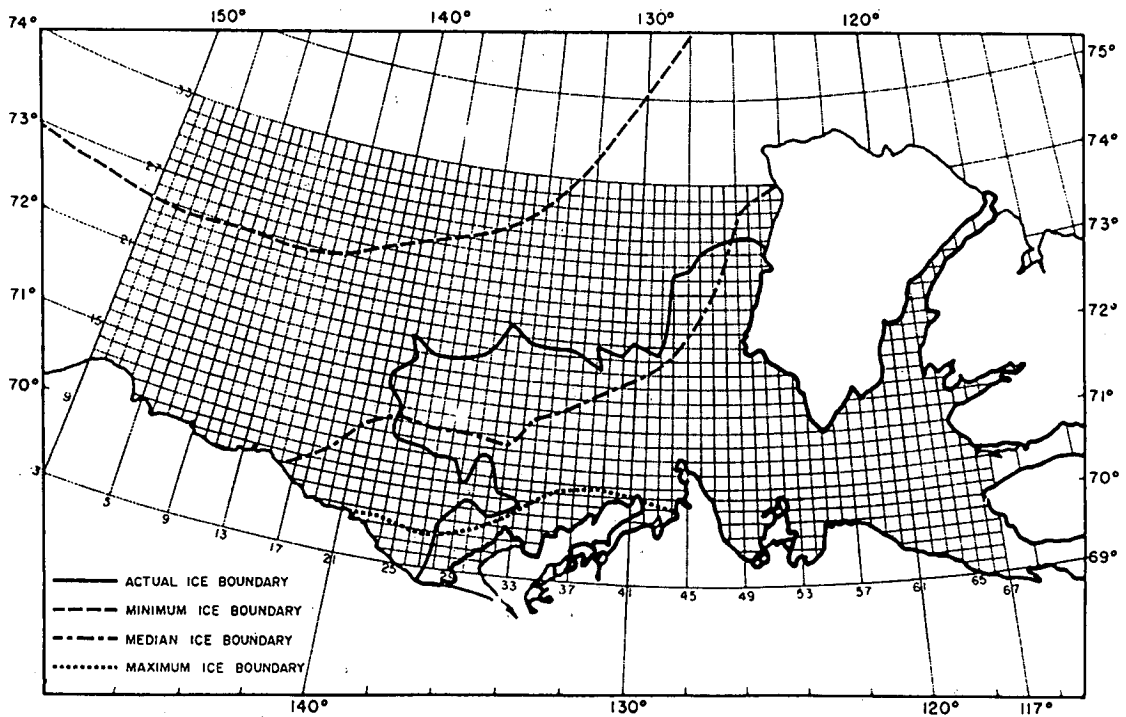 150° 140° 130° 120°
74°
75°
33
73°
74°
27
72°
73°
21
71°
72°
15
70°
71°
9
3
70°
5 9 13 17 21 25 29 33 37 41 45 49 53 57 61 65 67
69°
ACTUAL ICE BOUNDARY
MINIMUM ICE BOUNDARY
MEDIAN ICE BOUNDARY
MAXIMUM ICE BOUNDARY
140° 130° 120° 117°